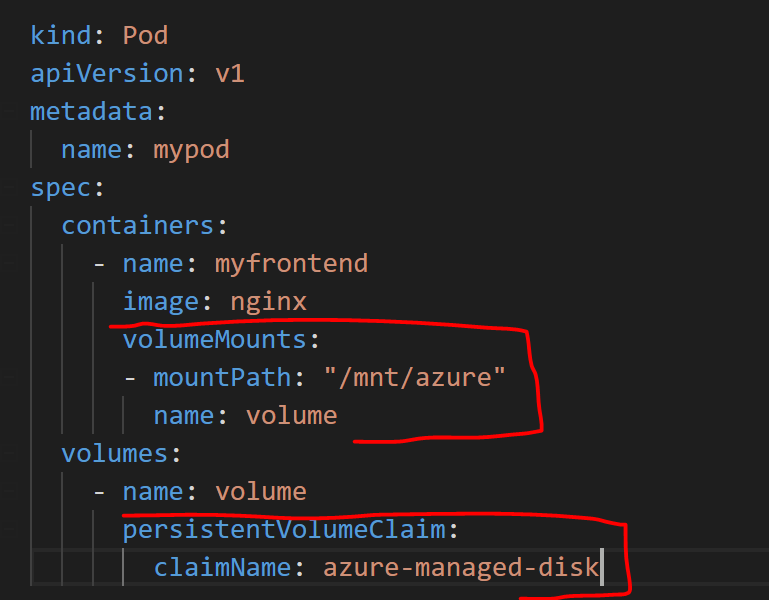 kind: Pod
apiVersion: v1
metadata:
  name: mypod
spec:
  containers:
    - name: myfrontend
      image: nginx
      volumeMounts:
      - mountPath: "/mnt/azure"
        name: volume
  volumes:
    - name: volume
      persistentVolumeClaim:
        claimName: azure-managed-disk